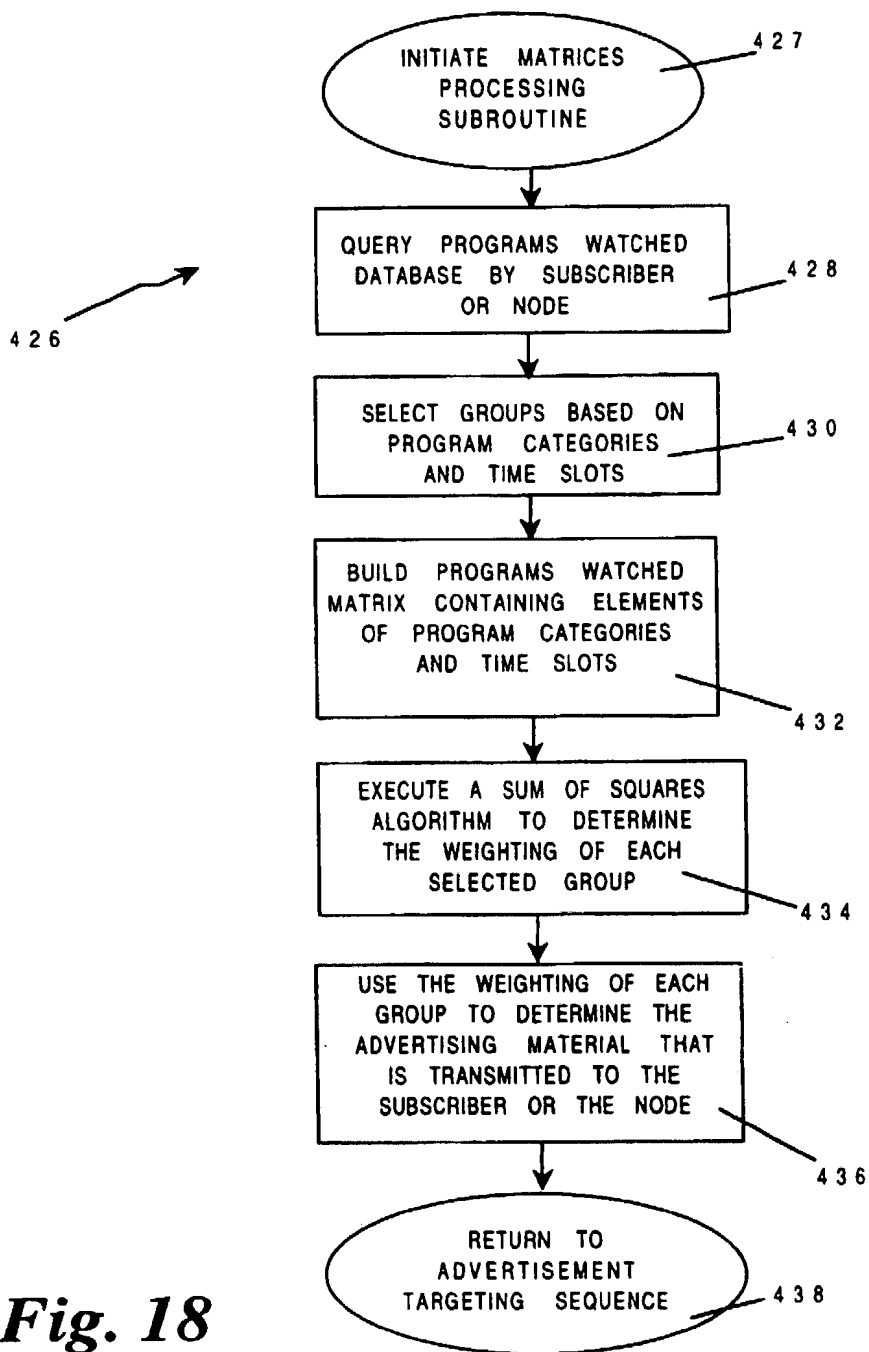 INITIATE MATRICES
PROCESSING
SUBROUTINE
427
QUERY PROGRAMS WATCHED
DATABASE BY SUBSCRIBER
OR NODE
428
426
SELECT GROUPS BASED ON
PROGRAM CATEGORIES
AND TIME SLOTS
430
BUILD PROGRAMS WATCHED
MATRIX CONTAINING ELEMENTS
OF PROGRAM CATEGORIES
AND TIME SLOTS
432
EXECUTE A SUM OF SQUARES
ALGORITHM TO DETERMINE
THE WEIGHTING OF EACH
SELECTED GROUP
434
USE THE WEIGHTING OF EACH
GROUP TO DETERMINE THE
ADVERTISING MATERIAL THAT
IS TRANSMITTED TO THE
SUBSCRIBER OR THE NODE
436
RETURN TO
ADVERTISEMENT
TARGETING SEQUENCE
438
Fig. 18